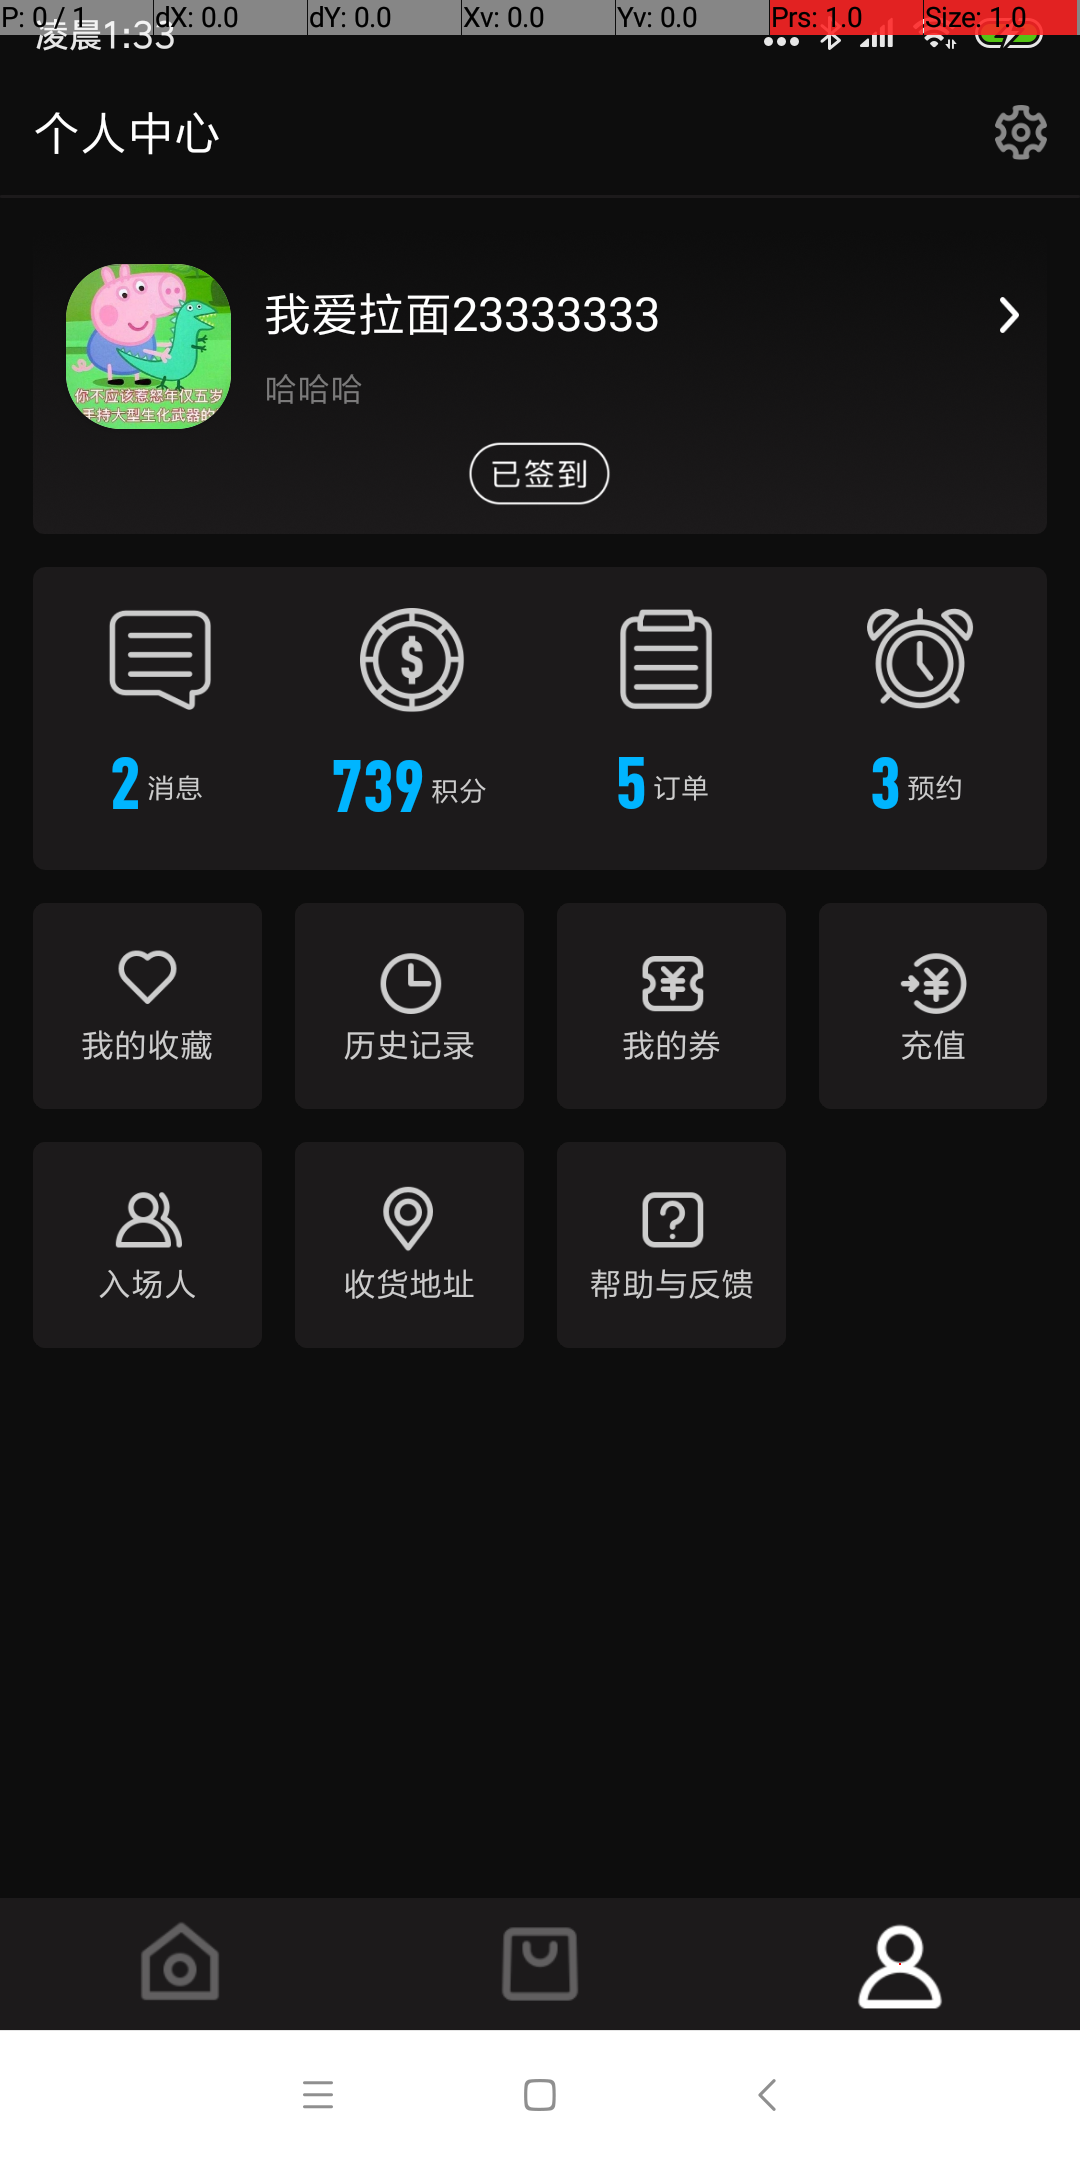 P: 0 / 1 dX: 0.0 dY: 0.0 Xv: 0.0 Yv: 0.0 Prs: 1.0 Size: 1.0
凌晨1:33
个人中心
我爱拉面23333333
哈哈哈
你不应该惹怒年仅五岁
手持大型生化武器的
已签到
2 消息 739 积分 5 订单 3 预约
我的收藏 历史记录 我的券 充值
入场人 收货地址 帮助与反馈